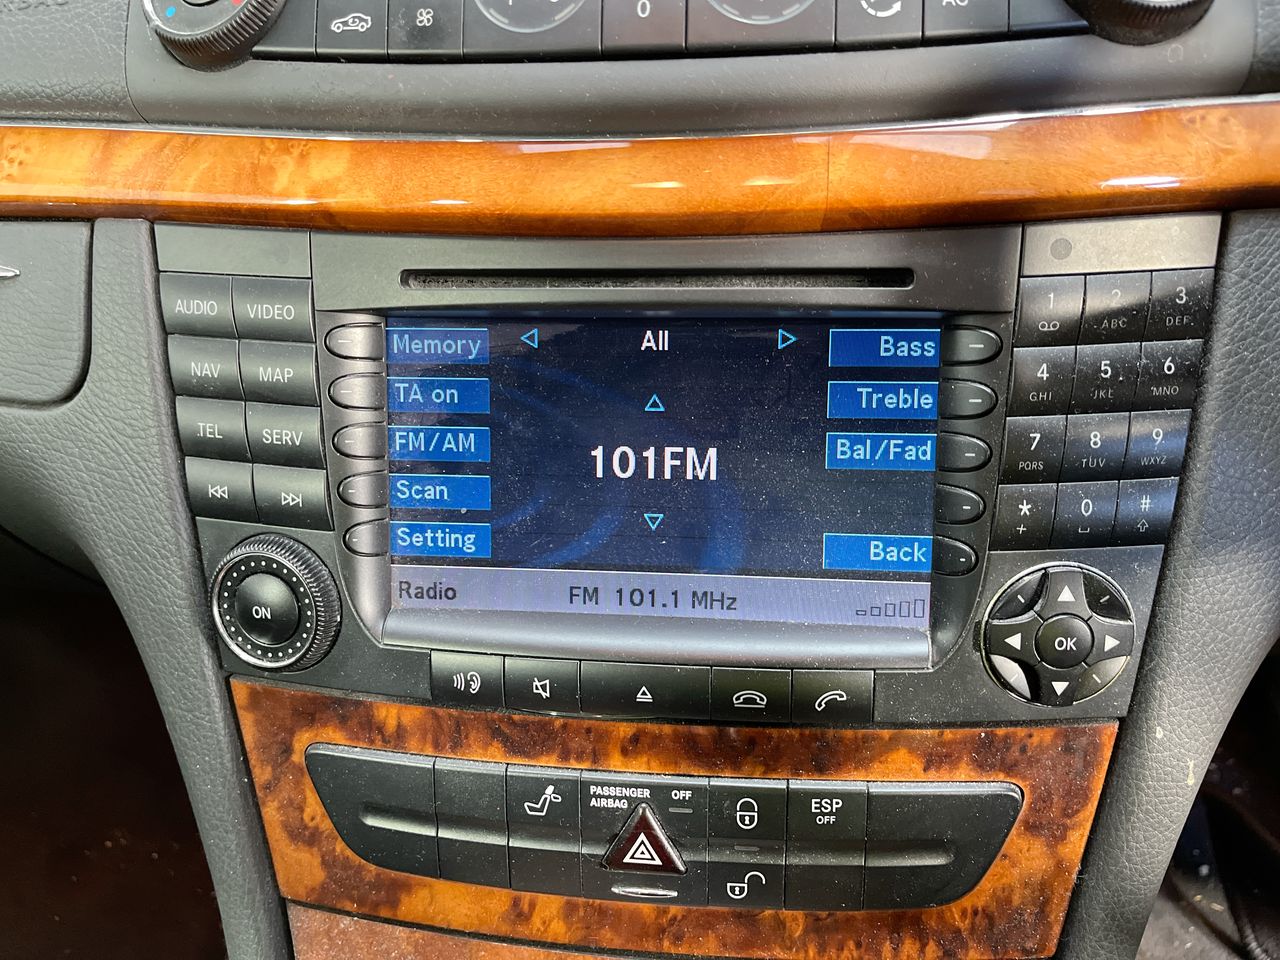 0
AC
AUDIO
VIDEO
NAV
MAP
TEL
SERV
ON
Memory
All
Bass
TA on
Treble
FM/AM
101FM
Bal/Fad
Scan
Setting
Back
Radio
FM 101.1 MHz
1
2 ABC
3 DEF
4 GHI
5 JKL
6 MNO
7 PQRS
8 TUV
9 WXYZ
* +
0
#
OK
PASSENGER OFF
AIRBAG
ESP
OFF